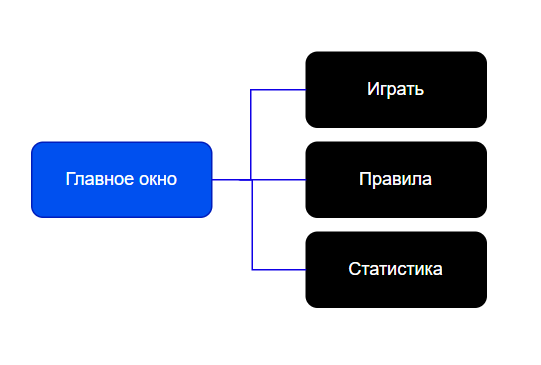 Главное окно
Играть
Правила
Статистика